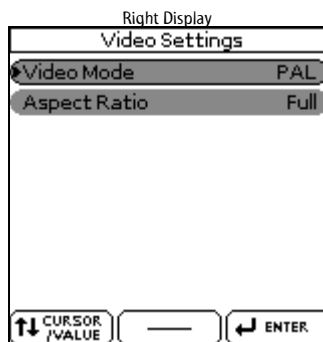 Right Display
Video Settings
Video Mode PAL
Aspect Ratio Full
CURSOR
/VALUE
ENTER